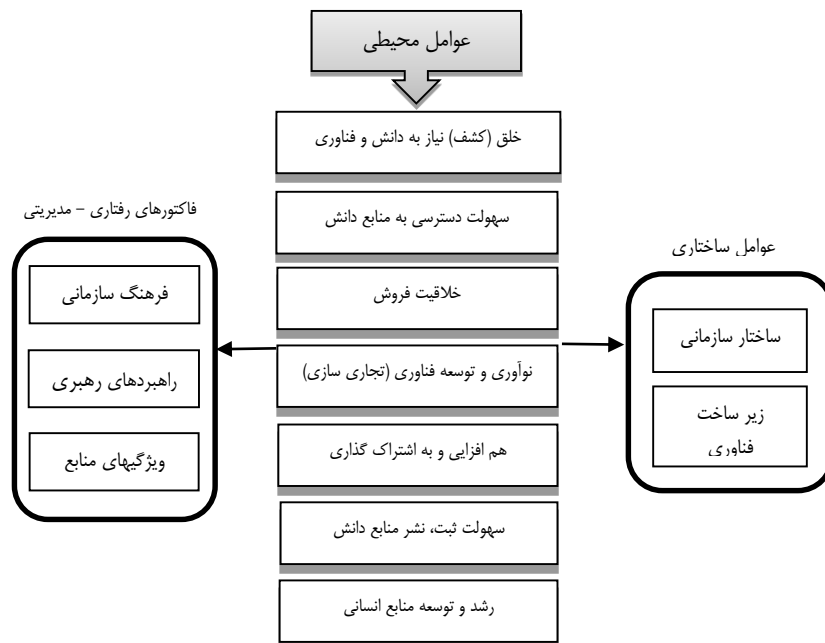 عوامل محیطی
خلق (کشف) نیاز به دانش و فناوری
سهولت دسترسی به منابع دانش
خلاقیت فروش
نوآوری و توسعه فناوری (تجاری سازی)
هم افزایی و به اشتراک گذاری
سهولت ثبت، نشر منابع دانش
رشد و توسعه منابع انسانی
عوامل ساختاری
ساختار سازمانی
زیر ساخت
فناوری
فاکتورهای رفتاری – مدیریتی
فرهنگ سازمانی
راهبردهای رهبری
ویژگیهای منابع